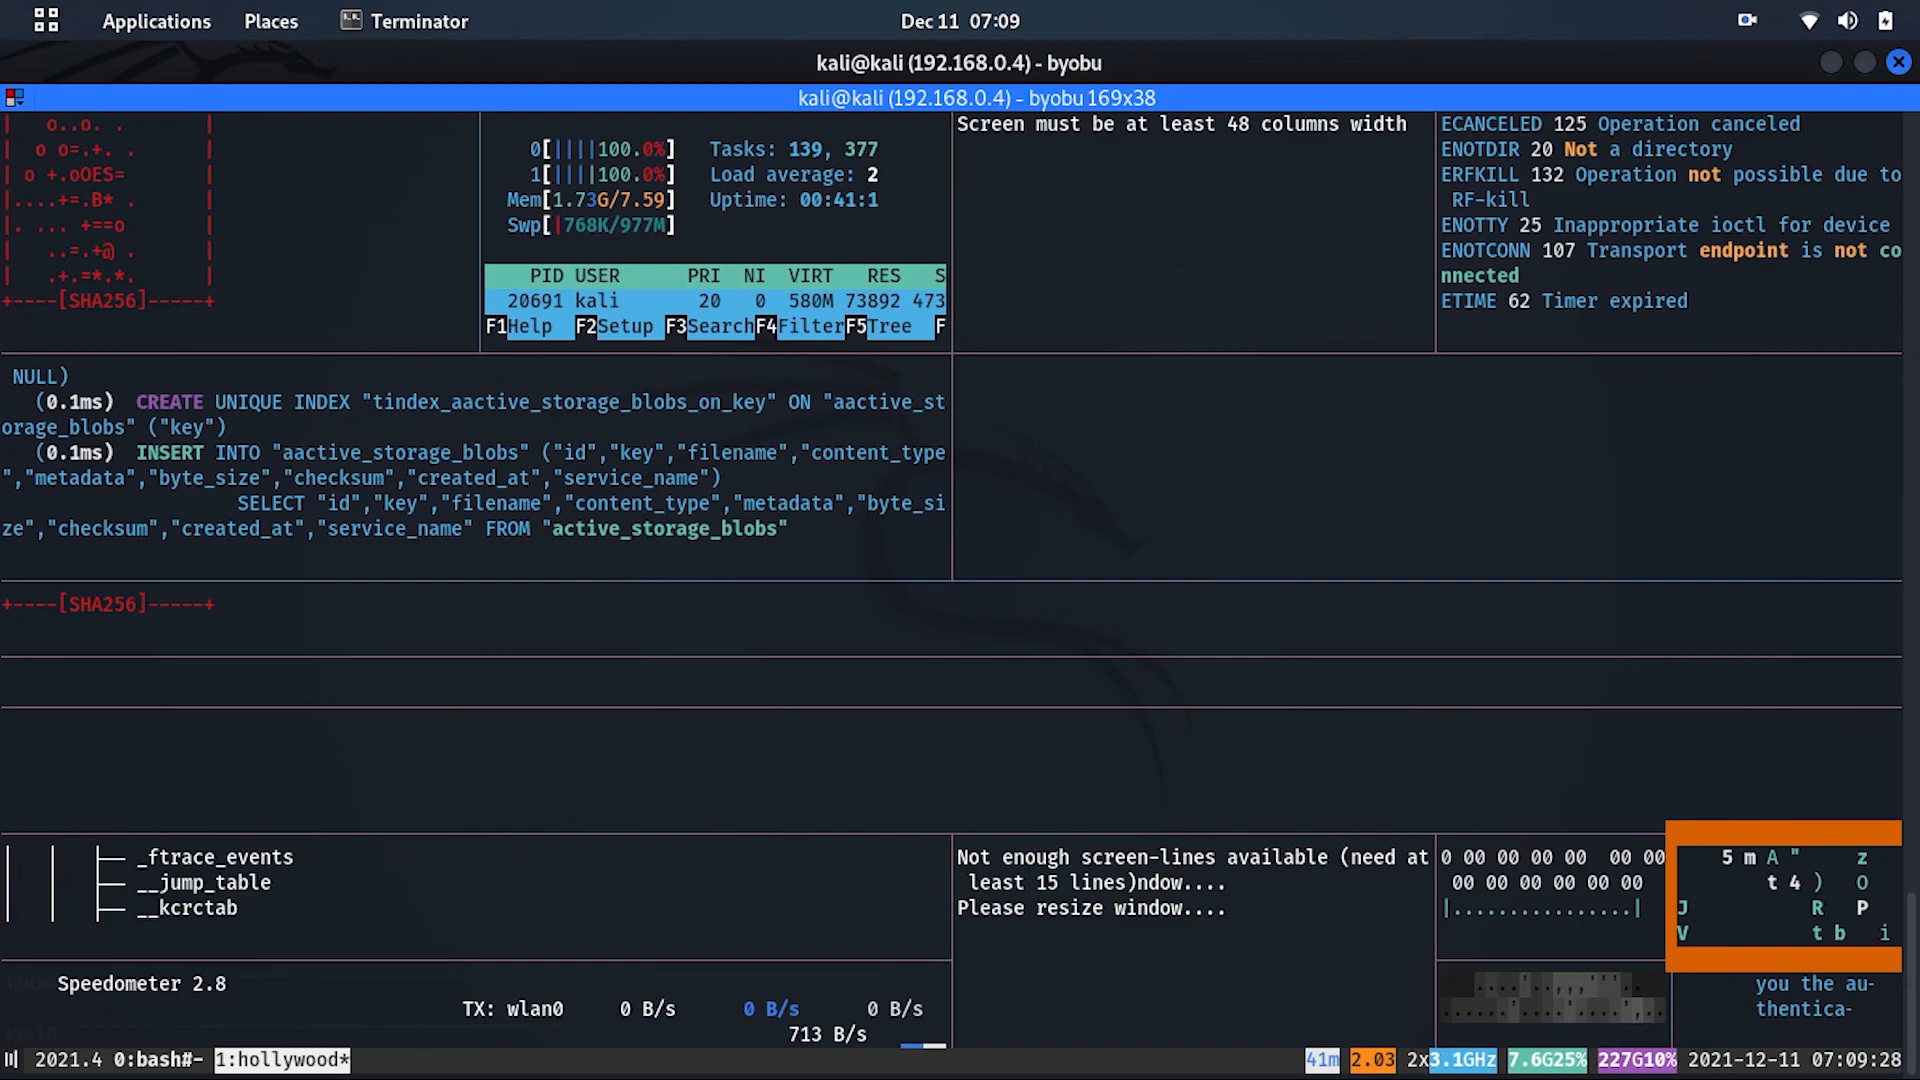 Applications Places Terminator Dec 11 07:09
kali@kali (192.168.0.4) - byobu
kali@kali (192.168.0.4) - byobu 169x38
| o..o. . |
| o o=.+. . |
| o +.oOES= |
|....+=.B* . |
|. ... +==o |
| ..=.+@ . |
| .+.=*.*. |
+----[SHA256]-----+
0[||||100.0%] Tasks: 139, 377
1[||||100.0%] Load average: 2
Mem[1.73G/7.59] Uptime: 00:41:1
Swp[|768K/977M]
PID USER PRI NI VIRT RES S
20691 kali 20 0 580M 73892 473
F1Help F2Setup F3SearchF4FilterF5Tree F
Screen must be at least 48 columns width
ECANCELED 125 Operation canceled
ENOTDIR 20 Not a directory
ERFKILL 132 Operation not possible due to
RF-kill
ENOTTY 25 Inappropriate ioctl for device
ENOTCONN 107 Transport endpoint is not co
nnected
ETIME 62 Timer expired
NULL)
(0.1ms) CREATE UNIQUE INDEX "tindex_aactive_storage_blobs_on_key" ON "aactive_st
orage_blobs" ("key")
(0.1ms) INSERT INTO "aactive_storage_blobs" ("id","key","filename","content_type
","metadata","byte_size","checksum","created_at","service_name")
SELECT "id","key","filename","content_type","metadata","byte_si
ze","checksum","created_at","service_name" FROM "active_storage_blobs"
+----[SHA256]-----+
├── _ftrace_events
├── __jump_table
├── __kcrctab
Not enough screen-lines available (need at
least 15 lines)ndow....
Please resize window....
0 00 00 00 00 00 00
00 00 00 00 00 00
|................|
5 m A " z
t 4 ) O
J R P
V t b i
Speedometer 2.8
TX: wlan0 0 B/s 0 B/s 0 B/s
713 B/s
you the au-
thentica-
2021.4 0:bash#- 1:hollywood* 41m 2.03 2x3.1GHz 7.6G25% 227G10% 2021-12-11 07:09:28